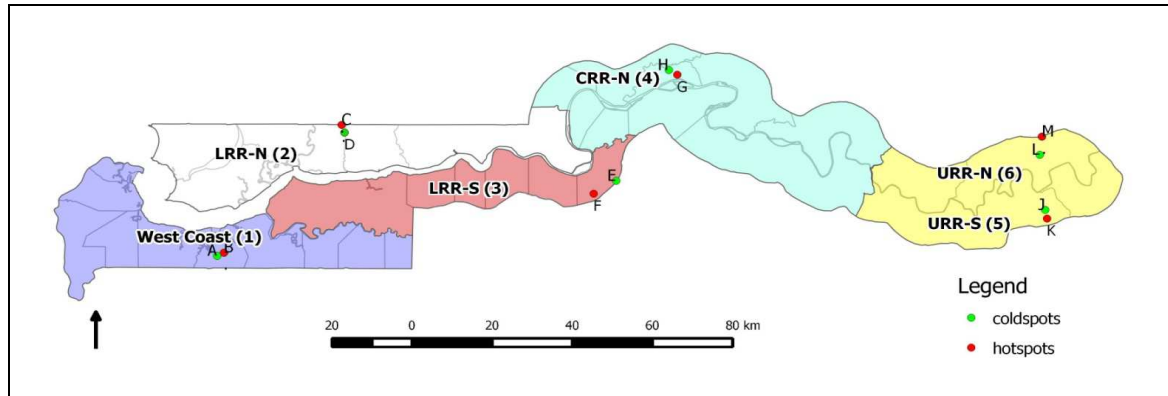 H
CRR-N (4)
G
C
D
LRR-N (2)
M
L
URR-N (6)
E
LRR-S (3)
F
J
URR-S (5)
K
West Coast (1)
A B
Legend
coldspots
hotspots
20 0 20 40 60 80 km